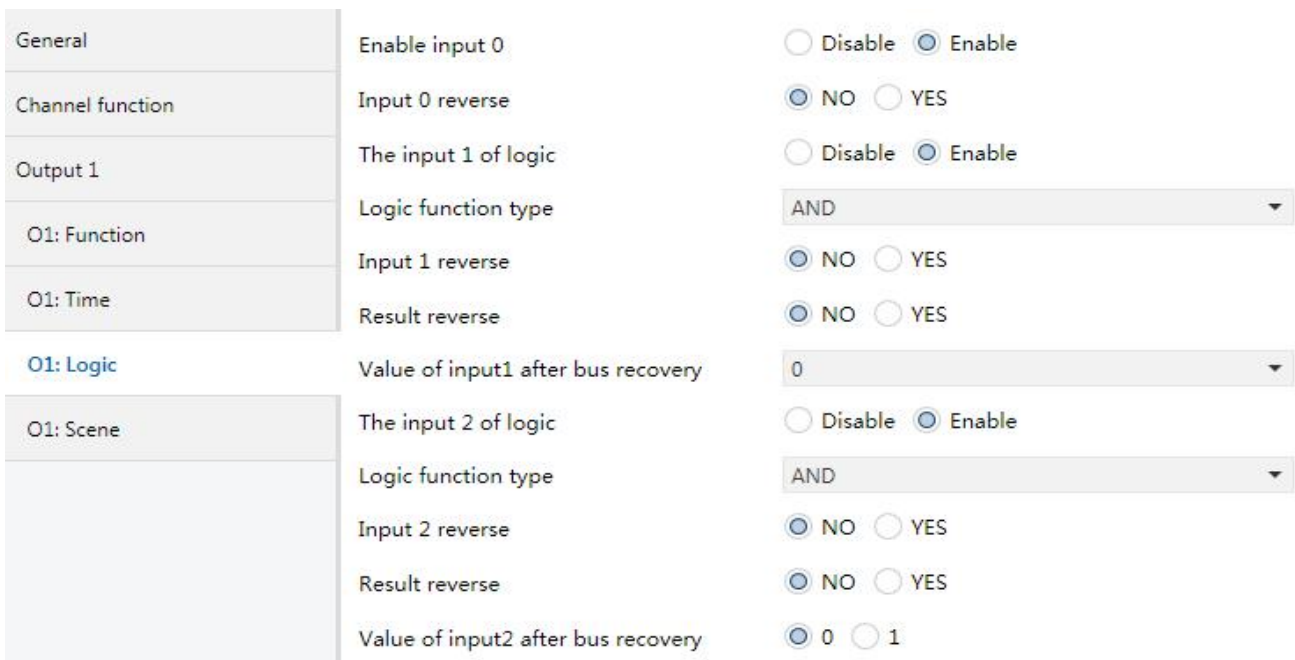 General
Channel function
Output 1
O1: Function
O1: Time
O1: Logic
O1: Scene
Enable input 0 Disable Enable
Input 0 reverse NO YES
The input 1 of logic Disable Enable
Logic function type AND
Input 1 reverse NO YES
Result reverse NO YES
Value of input1 after bus recovery 0
The input 2 of logic Disable Enable
Logic function type AND
Input 2 reverse NO YES
Result reverse NO YES
Value of input2 after bus recovery 0 1